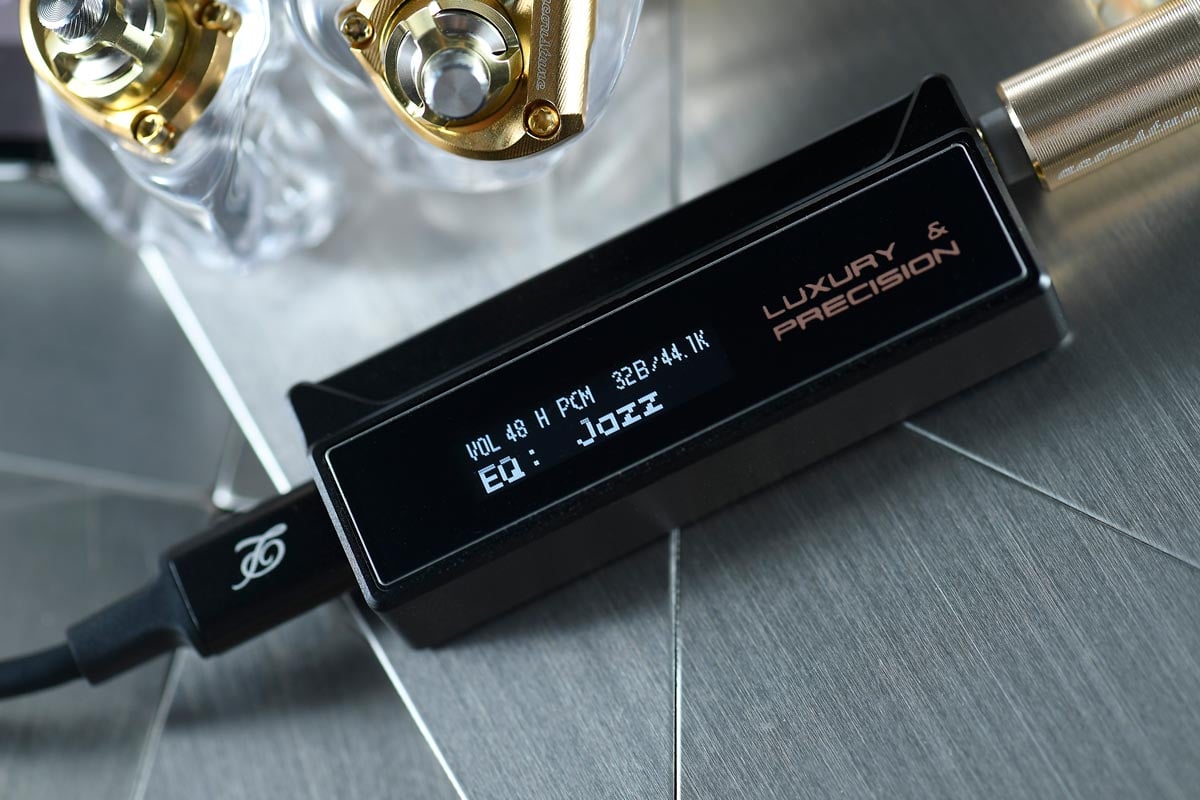 LUXURY &
PRECISION
VOL 48 H PCM 32B/44.1K
EQ: Jazz